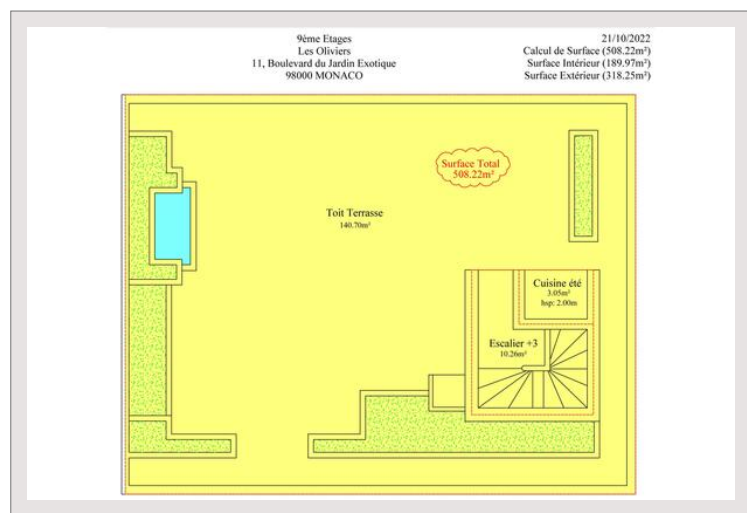 9ème Etages
Les Oliviers
11, Boulevard du Jardin Exotique
98000 MONACO
21/10/2022
Calcul de Surface (508.22m²)
Surface Intérieur (189.97m²)
Surface Extérieur (318.25m²)
Surface Total
508.22m²
Toit Terrasse
140.70m²
Cuisine été
3.05m²
hsp: 2.00m
Escalier +3
10.26m²